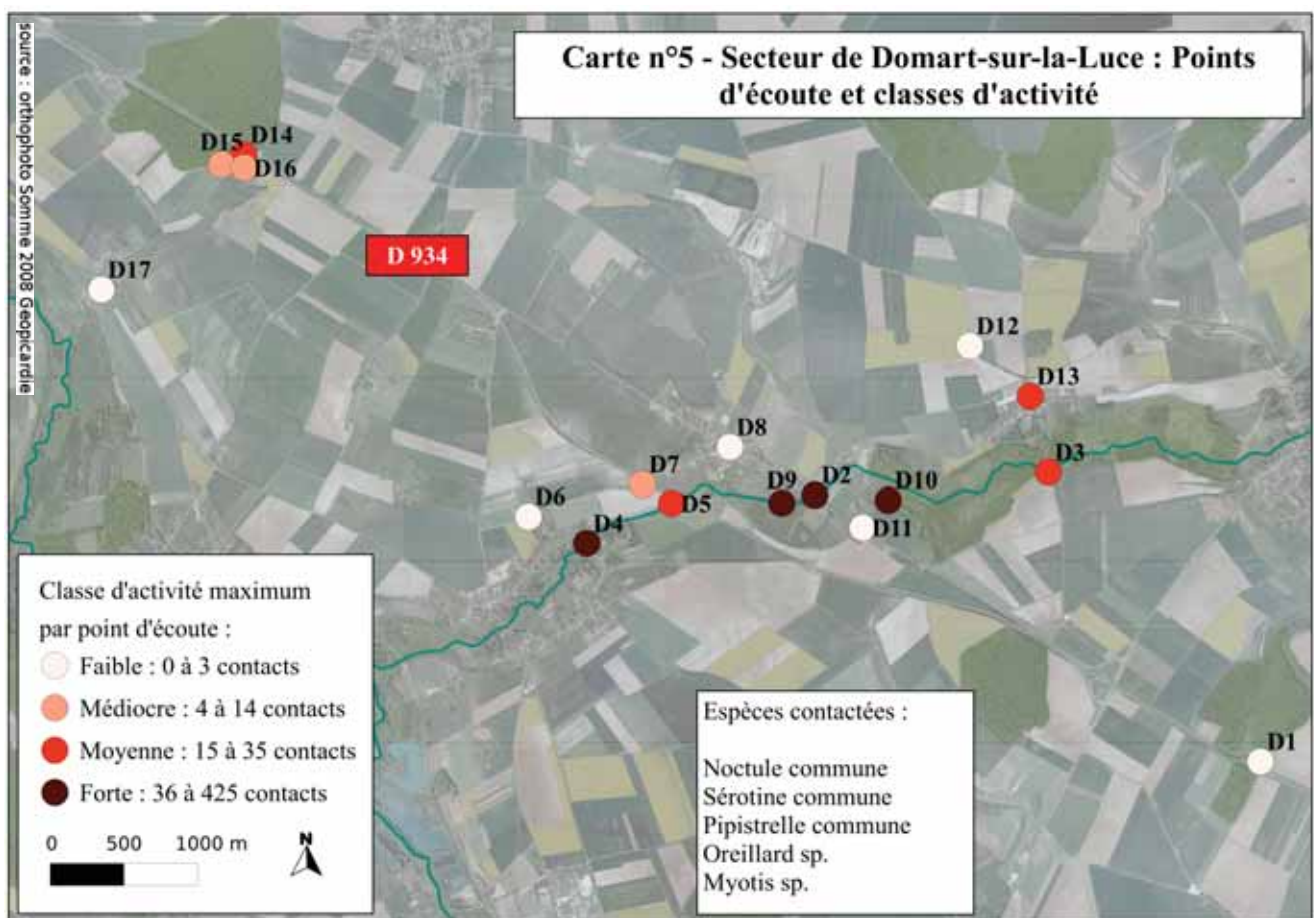 source : orthophoto Somme 2008 Geopicardie
Carte n°5 - Secteur de Domart-sur-la-Luce : Points
d'écoute et classes d'activité
D15
D14
D16
D 934
D17
D12
D13
D8
D3
D7
D9
D2
D10
D6
D5
D4
D11
Classe d'activité maximum
par point d'écoute :
Faible : 0 à 3 contacts
Médiocre : 4 à 14 contacts
Moyenne : 15 à 35 contacts
Forte : 36 à 425 contacts
0 500 1000 m
N
Espèces contactées :
Noctule commune
Sérotine commune
Pipistrelle commune
Oreillard sp.
Myotis sp.
D1